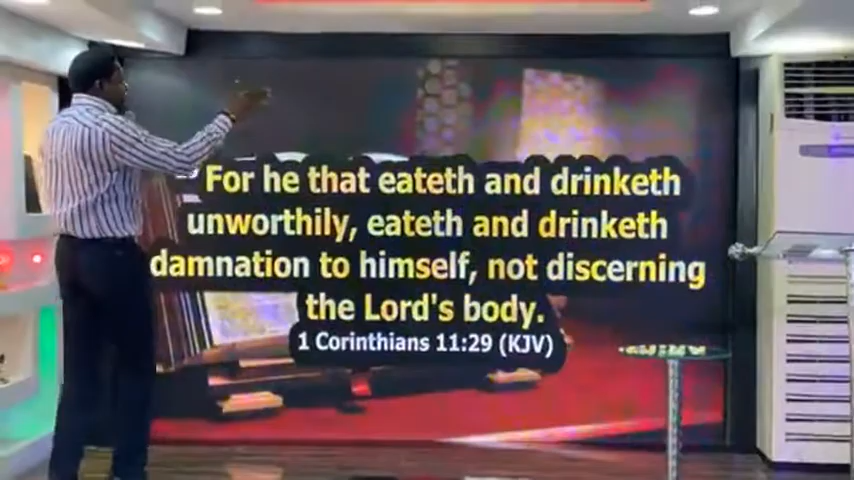 For he that eateth and drinketh
unworthily, eateth and drinketh
damnation to himself, not discerning
the Lord's body.
1 Corinthians 11:29 (KJV)